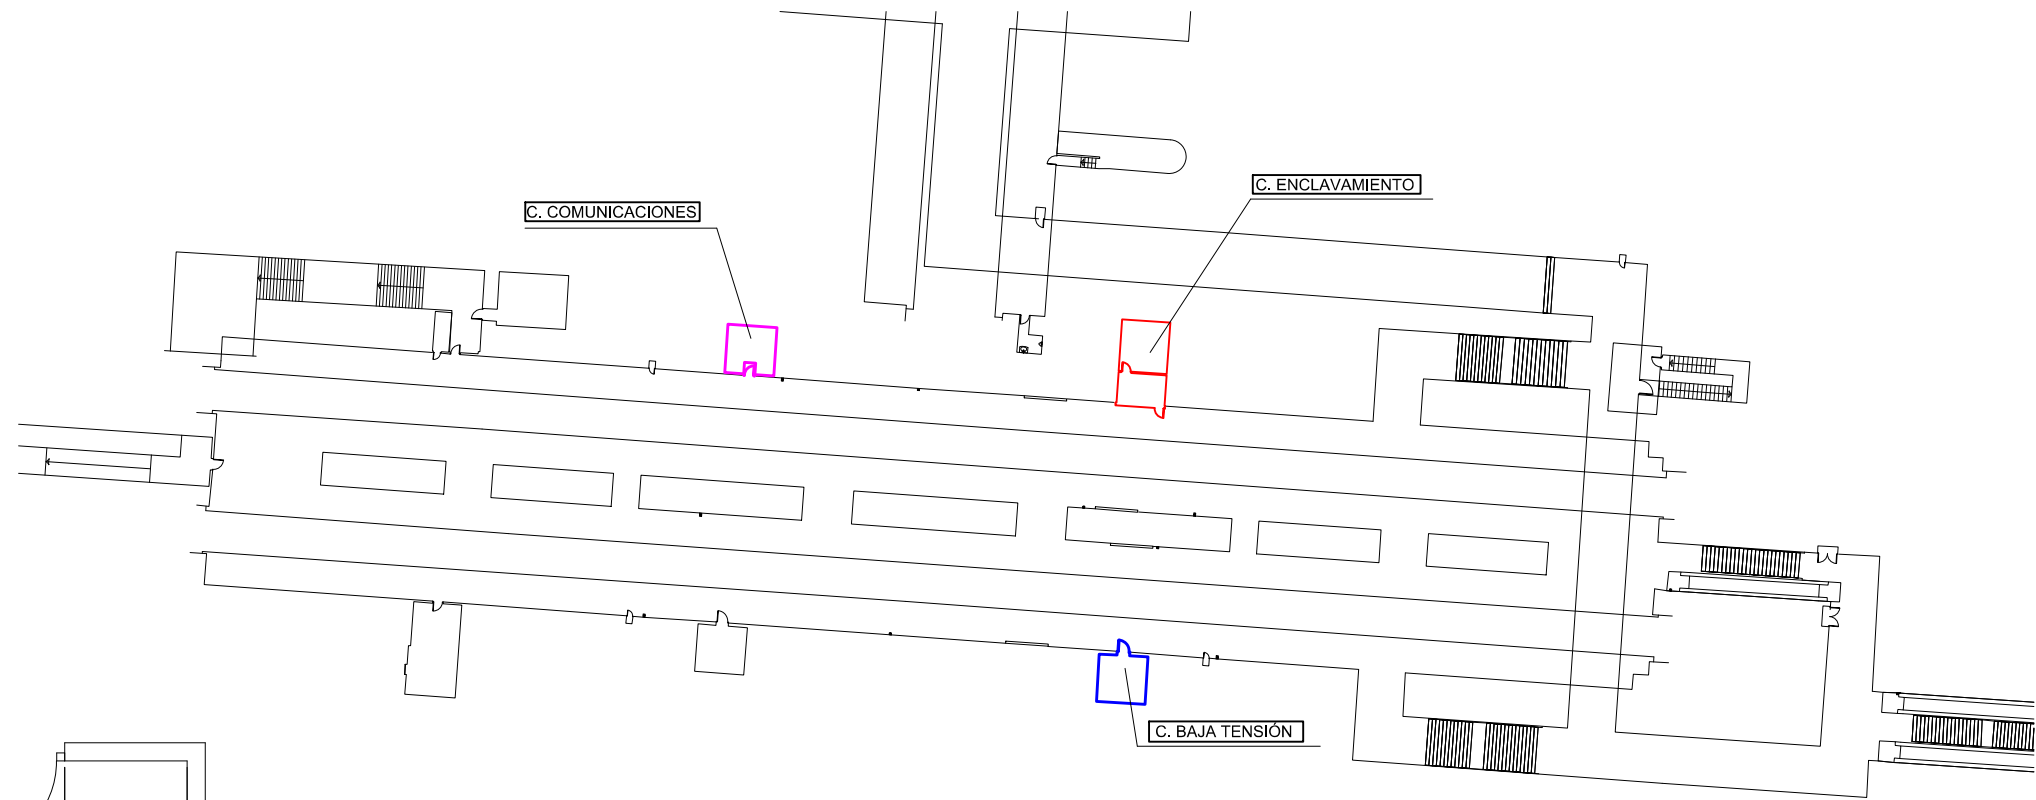 C. ENCLAVAMIENTO
C. COMUNICACIONES
C. BAJA TENSIÓN